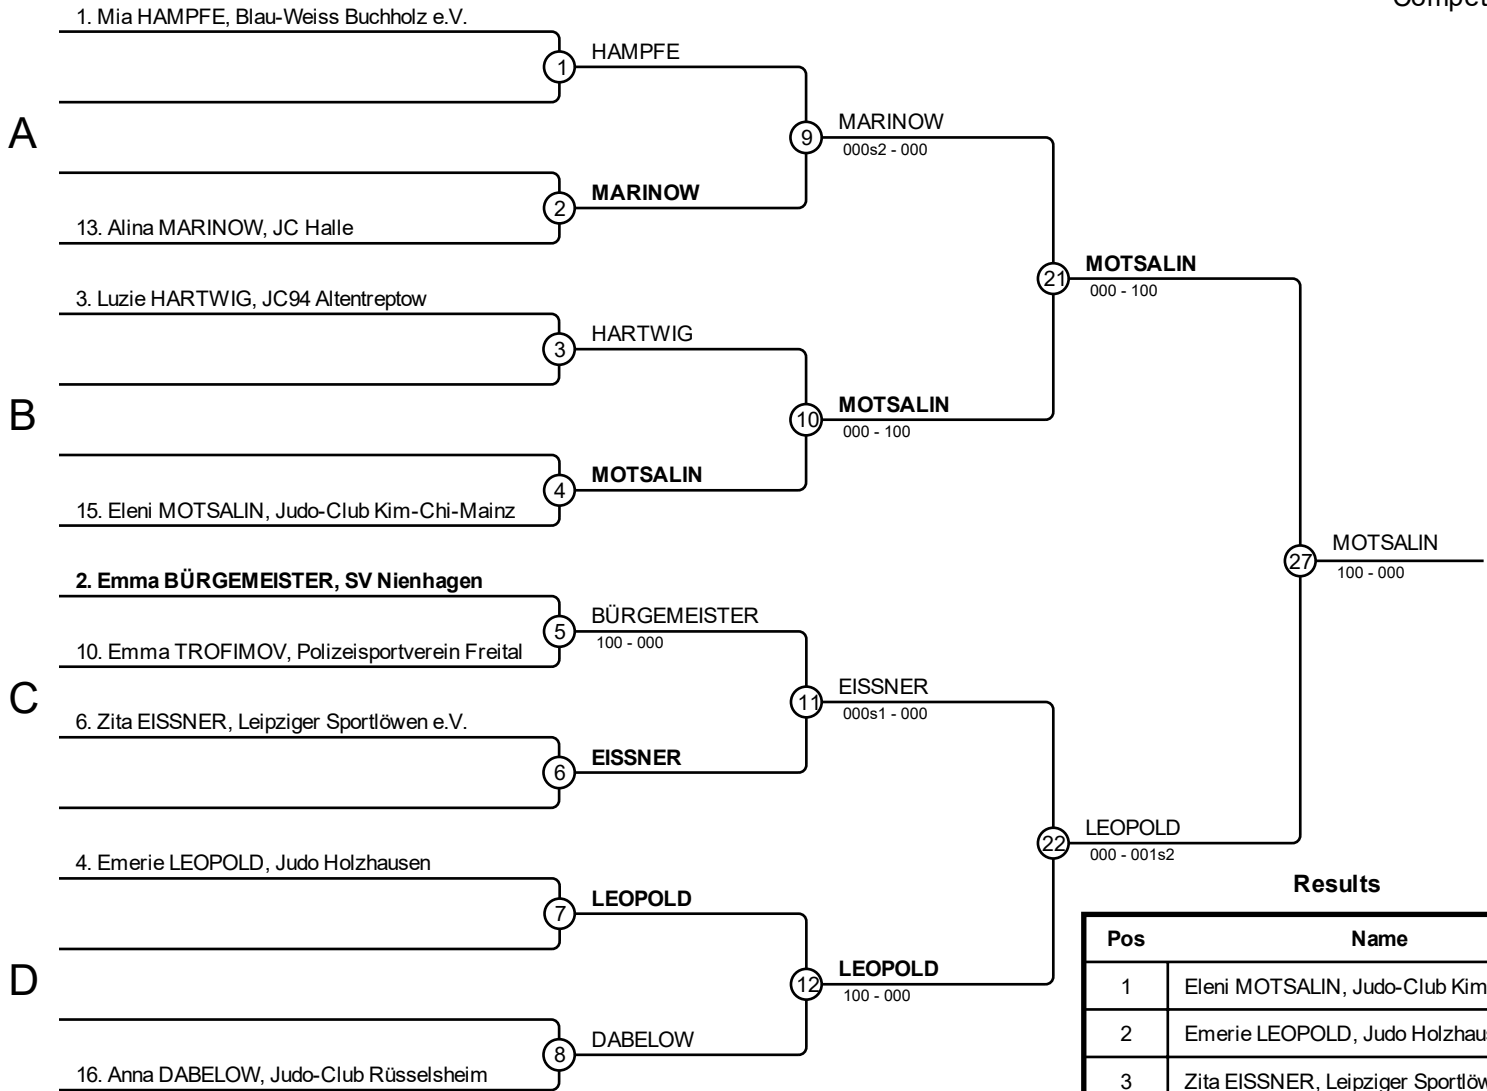 Compet
1. Mia HAMPFE, Blau-Weiss Buchholz e.V.
1
HAMPFE
A
9
MARINOW
000s2 - 000
2
MARINOW
13. Alina MARINOW, JC Halle
21
MOTSALIN
000 - 100
3. Luzie HARTWIG, JC94 Altentreptow
3
HARTWIG
B
10
MOTSALIN
000 - 100
4
MOTSALIN
15. Eleni MOTSALIN, Judo-Club Kim-Chi-Mainz
27
MOTSALIN
100 - 000
2. Emma BÜRGEMEISTER, SV Nienhagen
5
BÜRGEMEISTER
100 - 000
10. Emma TROFIMOV, Polizeisportverein Freital
C
11
EISSNER
000s1 - 000
6. Zita EISSNER, Leipziger Sportlöwen e.V.
6
EISSNER
22
LEOPOLD
000 - 001s2
4. Emerie LEOPOLD, Judo Holzhausen
7
LEOPOLD
D
12
LEOPOLD
100 - 000
8
DABELOW
16. Anna DABELOW, Judo-Club Rüsselsheim
Results
Pos Name
1 Eleni MOTSALIN, Judo-Club Kim
2 Emerie LEOPOLD, Judo Holzhau
3 Zita EISSNER, Leipziger Sportlöw